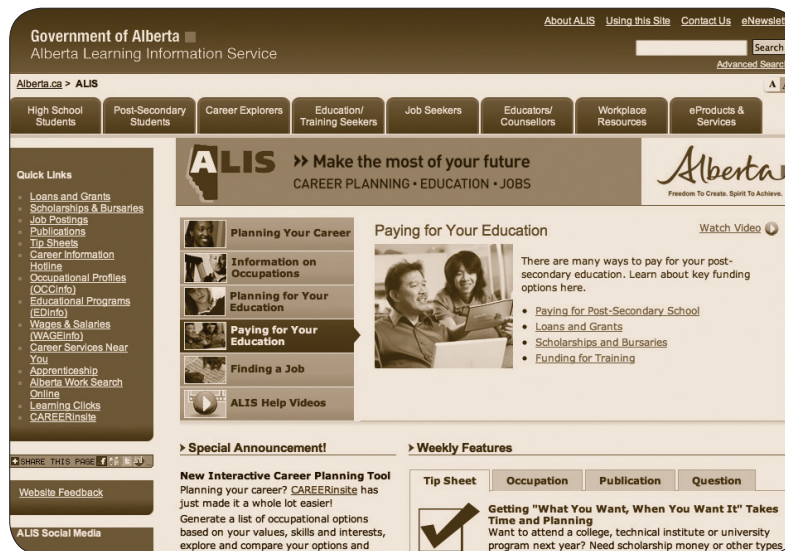 About ALIS Using this Site Contact Us
Government of Alberta
Alberta Learning Information Service
Search
Advanced Search
Alberta.ca > ALIS
A
High School
Students
Post-Secondary
Students
Career Explorers
Education/
Training Seekers
Job Seekers
Educators/
Counsellors
Workplace
Resources
eProducts &
Services
Quick Links
Loans and Grants
Scholarships & Bursaries
Job Postings
Publications
Tip Sheets
Career Information
Hotline
Occupational Profiles
(OCCinfo)
Educational Programs
(EDinfo)
Wages & Salaries
(WAGEinfo)
Career Services Near
You
Apprenticeship
Alberta Work Search
Online
Learning Clicks
CAREERinsite
SHARE THIS PAGE
Website Feedback
ALIS Social Media
ALIS
>> Make the most of your future
CAREER PLANNING • EDUCATION • JOBS
Alberta
Freedom To Create. Spirit To Achieve.
Planning Your Career
Information on
Occupations
Planning for Your
Education
Paying for Your
Education
Finding a Job
ALIS Help Videos
Paying for Your Education
Watch Video
There are many ways to pay for your post-
secondary education. Learn about key funding
options here.
• Paying for Post-Secondary School
• Loans and Grants
• Scholarships and Bursaries
• Funding for Training
Special Announcement!
New Interactive Career Planning Tool
Planning your career? CAREERinsite has
just made it a whole lot easier!
Generate a list of occupational options
based on your values, skills and interests,
explore and compare your options and
Weekly Features
Tip Sheet
Occupation
Publication
Question
Getting "What You Want, When You Want It" Takes
Time and Planning
Want to attend a college, technical institute or university
program next year? Need scholarship money or other types